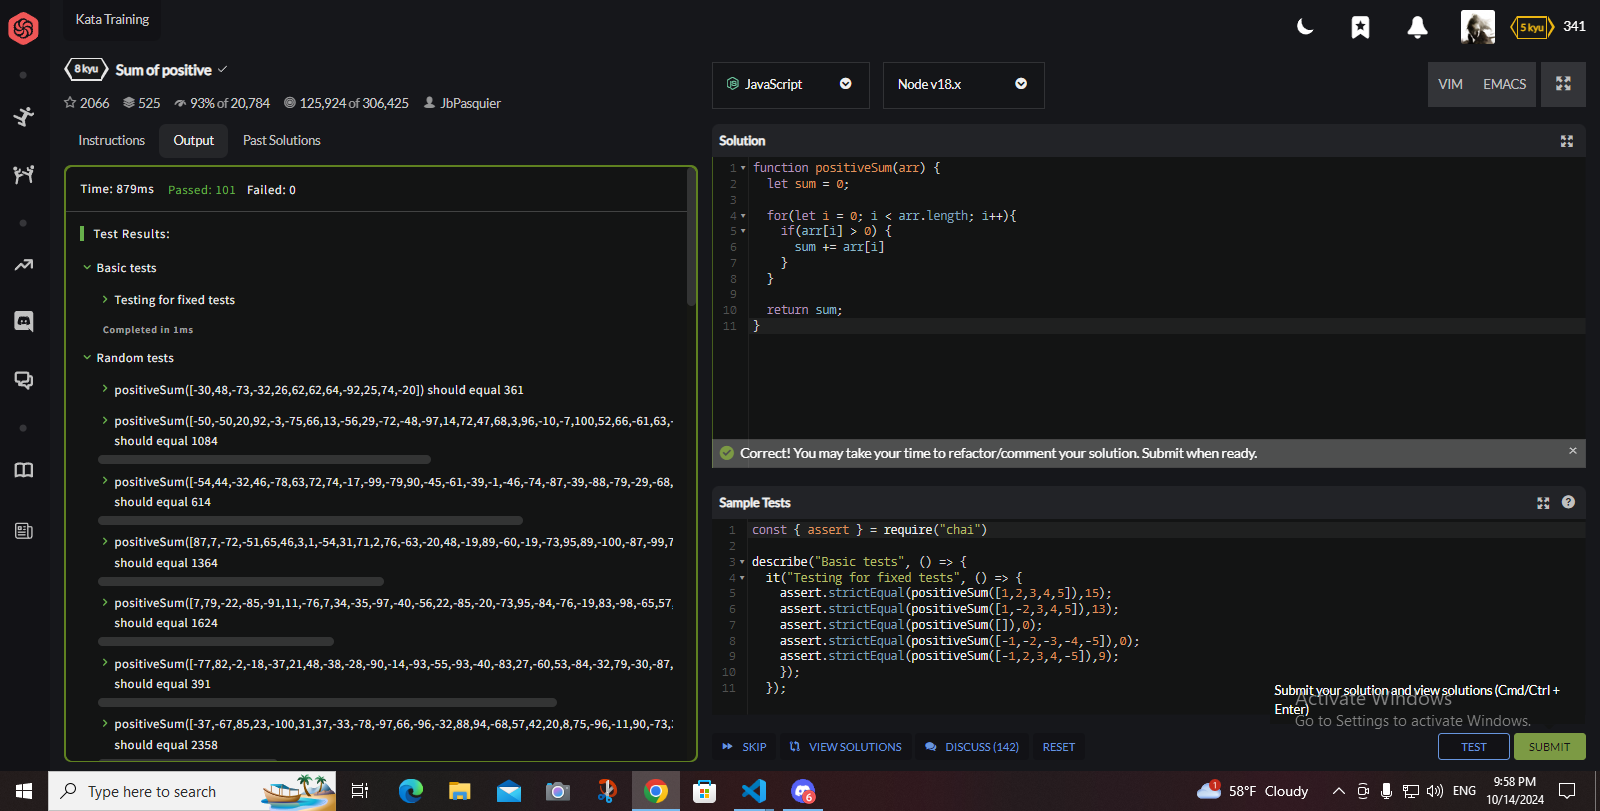 Kata Training
5 kyu 341
8 kyu Sum of positive
2066 525 93% of 20,784 125,924 of 306,425 JbPasquier
JavaScript Node v18.x VIM EMACS
Instructions Output Past Solutions
Time: 879ms Passed: 101 Failed: 0
Test Results:
Basic tests
Testing for fixed tests
Completed in 1ms
Random tests
positiveSum([-30,48,-73,-32,26,62,62,64,-92,25,74,-20]) should equal 361
positiveSum([-50,-50,20,92,-3,-75,66,13,-56,29,-72,-48,-97,14,72,47,68,3,96,-10,-7,100,52,66,-61,63,-
should equal 1084
positiveSum([-54,44,-32,46,-78,63,72,74,-17,-99,-79,90,-45,-61,-39,-1,-46,-74,-87,-39,-88,-79,-29,-68,
should equal 614
positiveSum([87,7,-72,-51,65,46,3,1,-54,31,71,2,76,-63,-20,48,-19,89,-60,-19,-73,95,89,-100,-87,-99,7
should equal 1364
positiveSum([7,79,-22,-85,-91,11,-76,7,34,-35,-97,-40,-56,22,-85,-20,-73,95,-84,-76,-19,83,-98,-65,57,
should equal 1624
positiveSum([-77,82,-2,-18,-37,21,48,-38,-28,-90,-14,-93,-55,-93,-40,-83,27,-60,53,-84,-32,79,-30,-87,
should equal 391
positiveSum([-37,-67,85,23,-100,31,37,-33,-78,-97,66,-96,-32,88,94,-68,57,42,20,8,75,-96,-11,90,-73,
should equal 2358
Solution
1 function positiveSum(arr) {
2 let sum = 0;
3
4 for(let i = 0; i < arr.length; i++){
5 if(arr[i] > 0) {
6 sum += arr[i]
7 }
8 }
9
10 return sum;
11 }
Correct! You may take your time to refactor/comment your solution. Submit when ready.
Sample Tests
1 const { assert } = require("chai")
2
3 describe("Basic tests", () => {
4 it("Testing for fixed tests", () => {
5 assert.strictEqual(positiveSum([1,2,3,4,5]),15);
6 assert.strictEqual(positiveSum([1,-2,3,4,5]),13);
7 assert.strictEqual(positiveSum([]),0);
8 assert.strictEqual(positiveSum([-1,-2,-3,-4,-5]),0);
9 assert.strictEqual(positiveSum([-1,2,3,4,-5]),9);
10 });
11 });
Submit your solution and view solutions (Cmd/Ctrl +
Enter)
Activate Windows
Go to Settings to activate Windows.
SKIP VIEW SOLUTIONS DISCUSS (142) RESET TEST SUBMIT
Type here to search
6
1 58°F Cloudy ENG
9:58 PM
10/14/2024